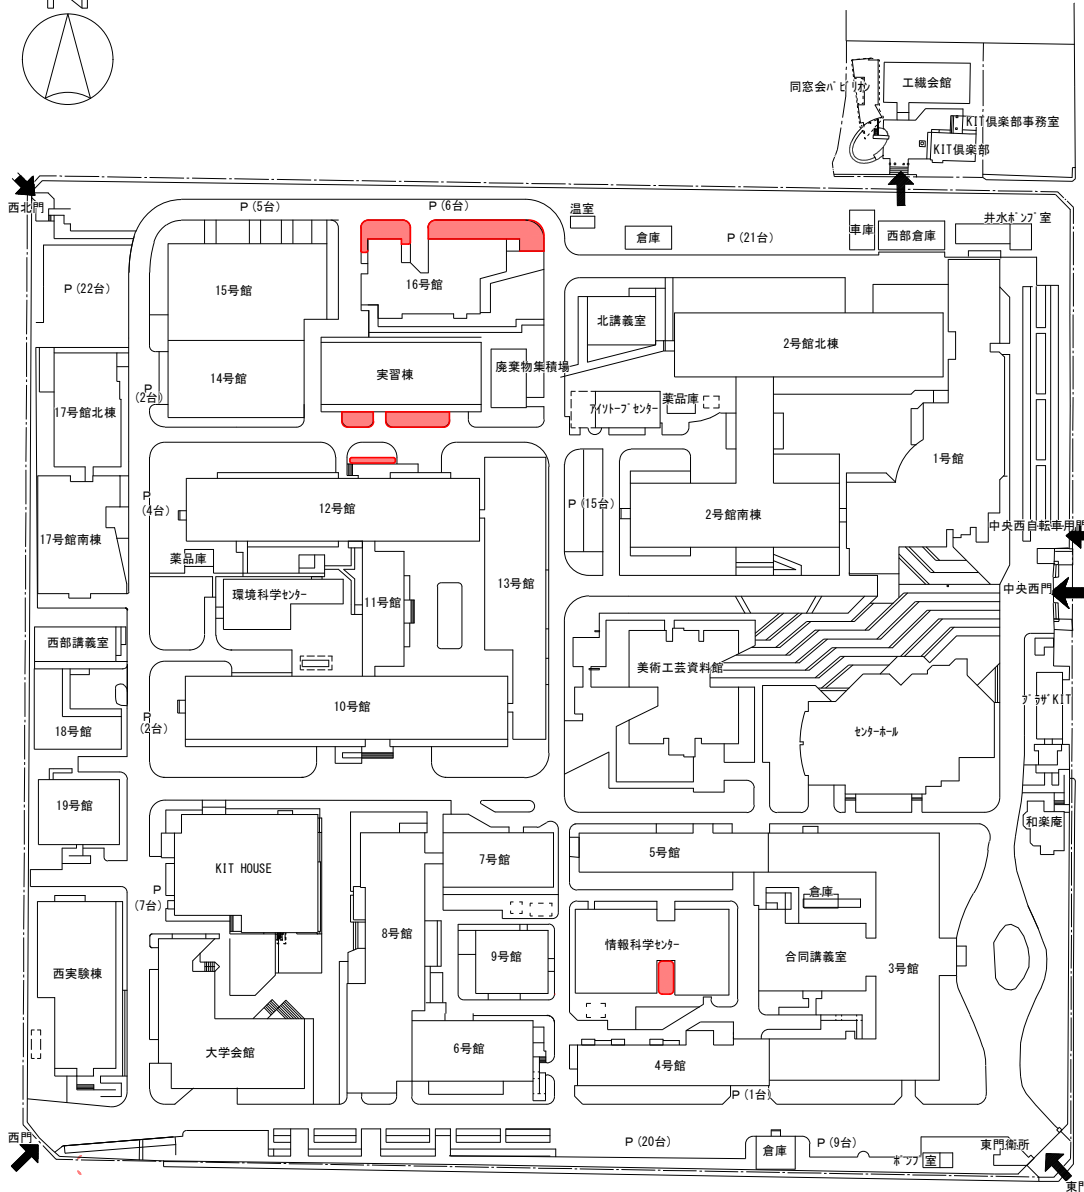 N
同窓会パビリオン
工繊会館
KIT倶楽部事務室
KIT倶楽部
西北門
P (5台)
P (6台)
温室
倉庫
P (21台)
車庫
西部倉庫
井水ポンプ室
P (22台)
15号館
16号館
北講義室
2号館北棟
14号館
実習棟
廃棄物集積場
P
(2台)
17号館北棟
アイソトープセンター
薬品庫
1号館
P
(4台)
12号館
P (15台)
2号館南棟
中央西自転車用門
17号館南棟
薬品庫
環境科学センター
11号館
13号館
中央西門
西部講義室
美術工芸資料館
10号館
P
(2台)
18号館
センターホール
プラザKIT
19号館
和楽庵
KIT HOUSE
7号館
5号館
P
(7台)
倉庫
8号館
9号館
情報科学センター
合同講義室
3号館
西実験棟
大学会館
6号館
4号館
P (1台)
西門
P (20台)
倉庫
P (9台)
ポンプ室
東門衛所
東門